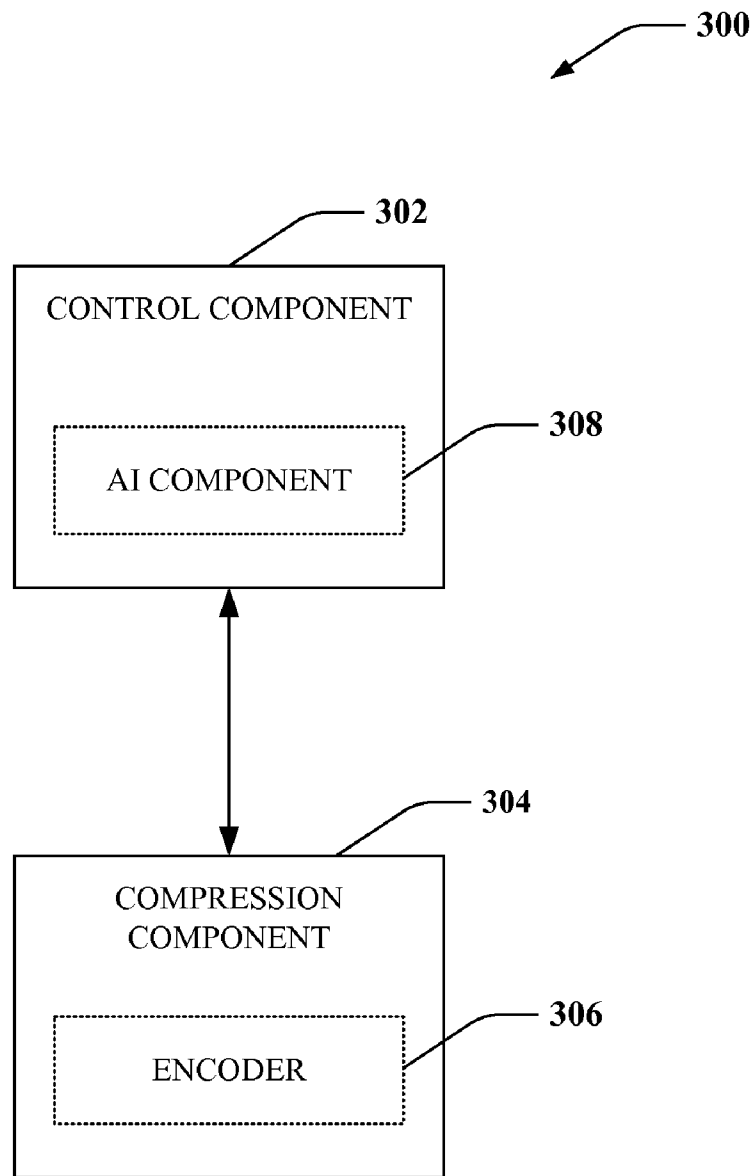 300
302
CONTROL COMPONENT
308
AI COMPONENT
304
COMPRESSION
COMPONENT
306
ENCODER